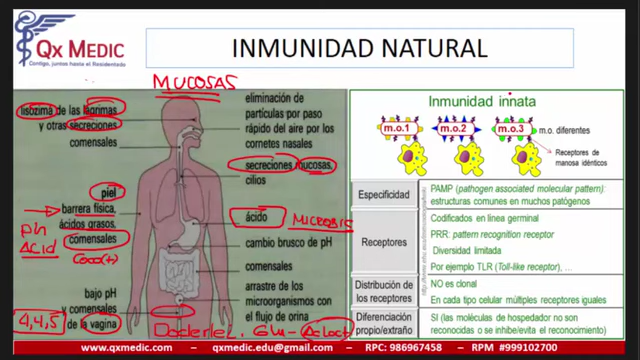 Qx MEDIC
Contigo, juntos hasta el Residentado
INMUNIDAD NATURAL
MUCOSAS
lisozima de las lágrimas
y otras secreciones
comensales
piel
barrera física,
ácidos grasos,
comensales
pH
ACID
Coco(+)
bajo pH
y comensales
de la vagina
4,4,5
eliminación de
partículas por paso
rápido del aire por los
cornetes nasales
secreciones mucosas,
cilios
ácido
cambio brusco de pH
comensales
arrastre de los
microorganismos con
el flujo de orina
Inmunidad innata
m.o.1
m.o.2
m.o.3
m.o. diferentes
Receptores de
manosa idénticos
Especificidad
PAMP (pathogen associated molecular pattern):
estructuras comunes en muchos patógenos
Receptores
Codificados en línea germinal
PRR: pattern recognition receptor
Diversidad limitada
Por ejemplo TLR (Toll-like receptor), ...
Distribución de
los receptores
NO es clonal
En cada tipo celular múltiples receptores iguales
Diferenciación
propio/extraño
SI (las moléculas de hospedador no son
reconocidas o se inhibe/evita el reconocimiento)
www.qxmedic.com - qxmedic.edu@gmail.com - RPC: 986967458 - RPM #999102700